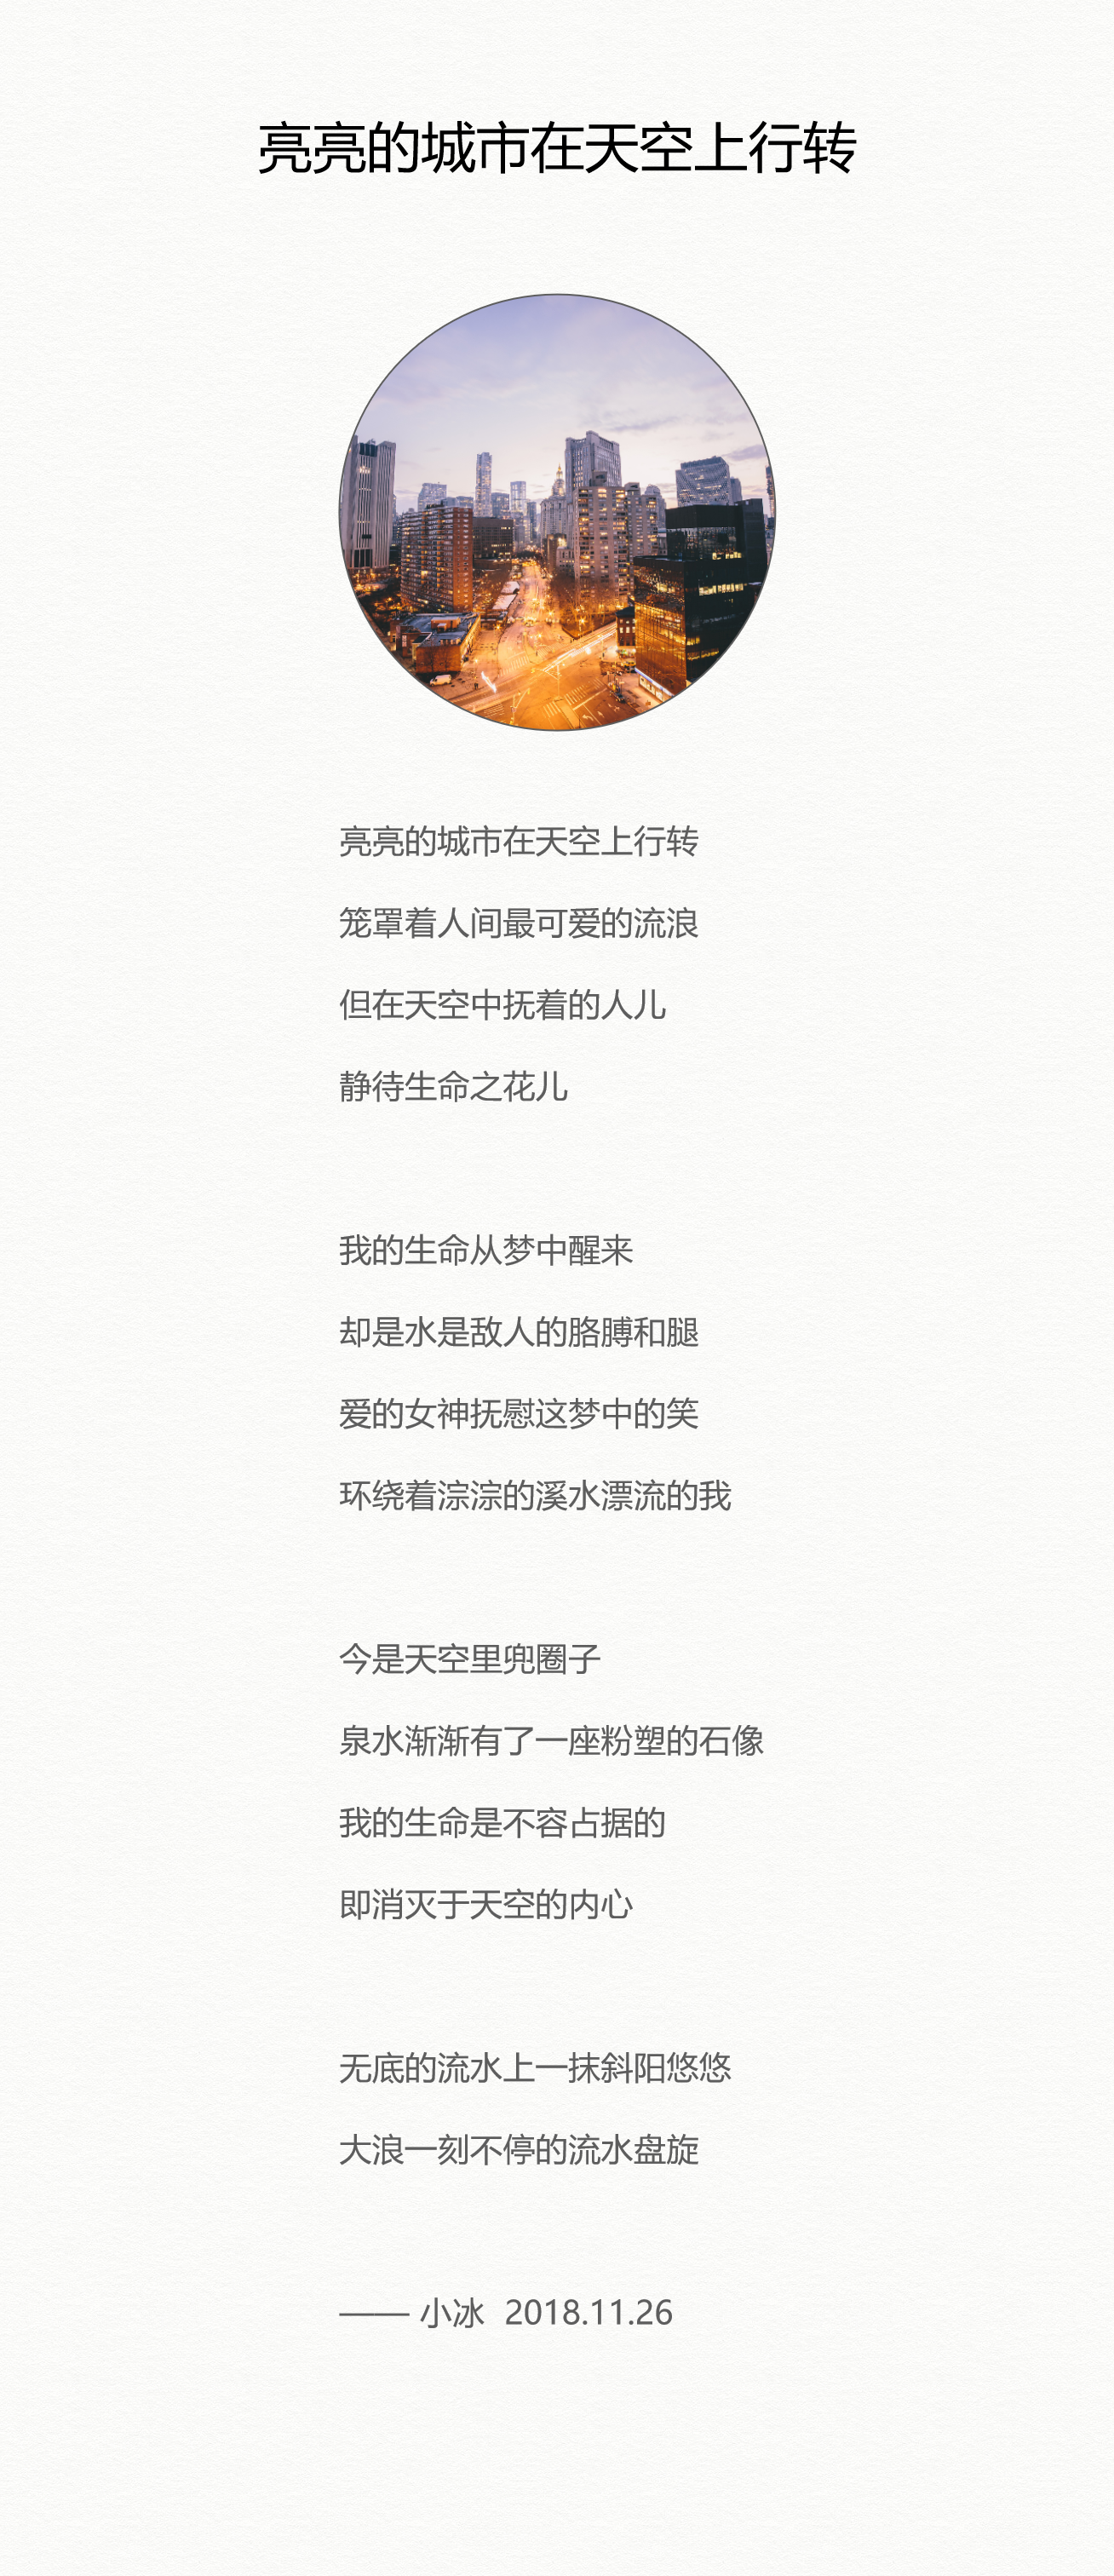 亮亮的城市在天空上行转
亮亮的城市在天空上行转
笼罩着人间最可爱的流浪
但在天空中抚着的人儿
静待生命之花儿
我的生命从梦中醒来
却是水是敌人的胳膊和腿
爱的女神抚慰这梦中的笑
环绕着淙淙的溪水漂流的我
今是天空里兜圈子
泉水渐渐有了一座粉塑的石像
我的生命是不容占据的
即消灭于天空的内心
无底的流水上一抹斜阳悠悠
大浪一刻不停的流水盘旋
—— 小冰 2018.11.26